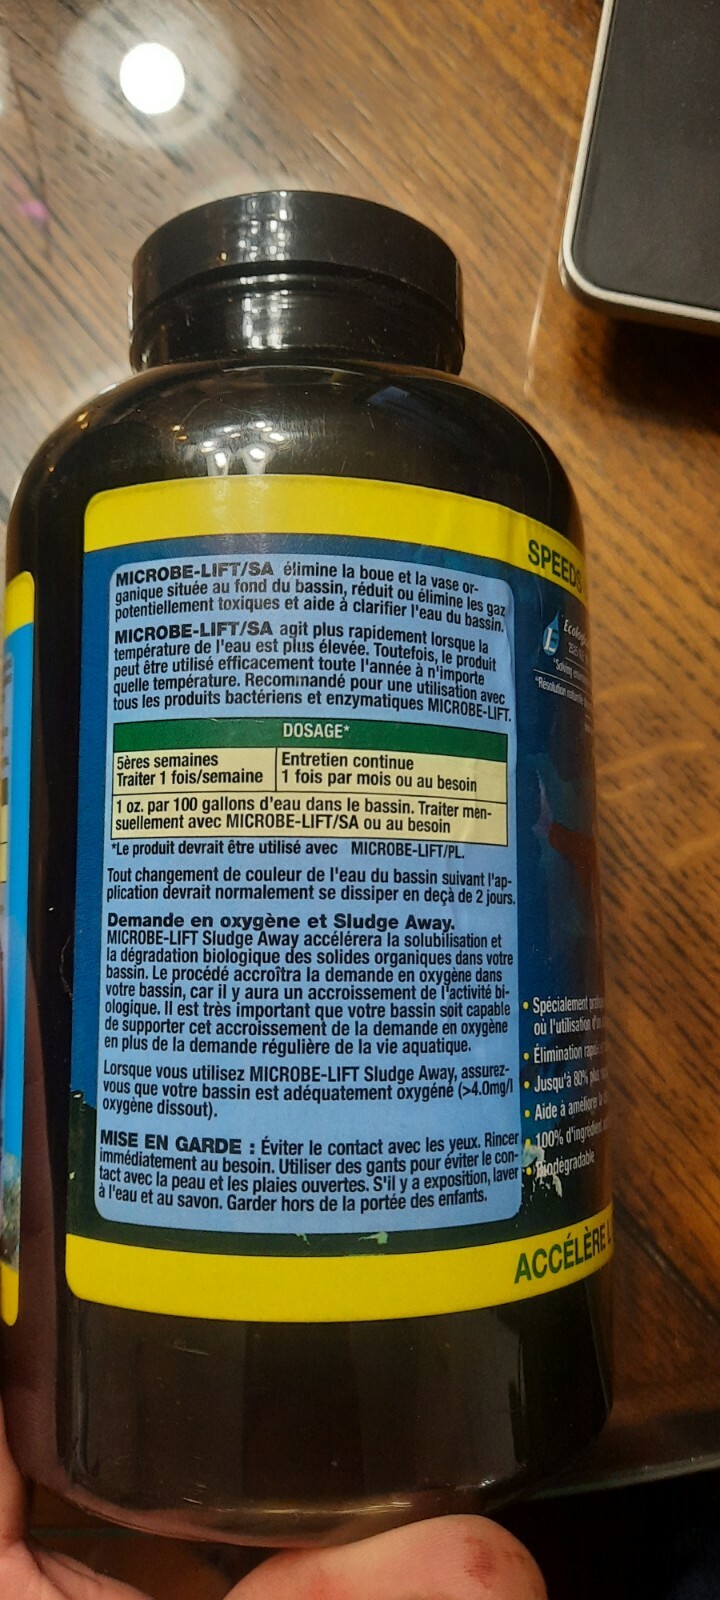 MICROBE-LIFT/SA élimine la boue et la vase or-
ganique située au fond du bassin, réduit ou élimine les gaz
potentiellement toxiques et aide à clarifier l'eau du bassin.
MICROBE-LIFT/SA agit plus rapidement lorsque la
température de l'eau est plus élevée. Toutefois, le produit
peut être utilisé efficacement toute l'année à n'importe
quelle température. Recommandé pour une utilisation avec
tous les produits bactériens et enzymatiques MICROBE-LIFT.
DOSAGE*
5ères semaines
Traiter 1 fois/semaine
Entretien continue
1 fois par mois ou au besoin
1 oz. par 100 gallons d'eau dans le bassin. Traiter men-
suellement avec MICROBE-LIFT/SA ou au besoin
*Le produit devrait être utilisé avec MICROBE-LIFT/PL.
Tout changement de couleur de l'eau du bassin suivant l'ap-
plication devrait normalement se dissiper en deçà de 2 jours.
Demande en oxygène et Sludge Away.
MICROBE-LIFT Sludge Away accélérera la solubilisation et
la dégradation biologique des solides organiques dans votre
bassin. Le procédé accroîtra la demande en oxygène dans
votre bassin, car il y aura un accroissement de l'activité bi-
ologique. Il est très important que votre bassin soit capable
de supporter cet accroissement de la demande en oxygène
en plus de la demande régulière de la vie aquatique.
Lorsque vous utilisez MICROBE-LIFT Sludge Away, assurez-
vous que votre bassin est adéquatement oxygéné (>4.0mg/l
oxygène dissout).
MISE EN GARDE : Éviter le contact avec les yeux. Rincer
immédiatement au besoin. Utiliser des gants pour éviter le con-
tact avec la peau et les plaies ouvertes. S'il y a exposition, laver
à l'eau et au savon. Garder hors de la portée des enfants.
SPEEDS
• Spécialement
où l'utilisation
• Élimination
• Jusqu'à 80% plus
• Aide à améliorer
• 100% d'ingrédient
• Biodégradable
ACCÉLÈRE L